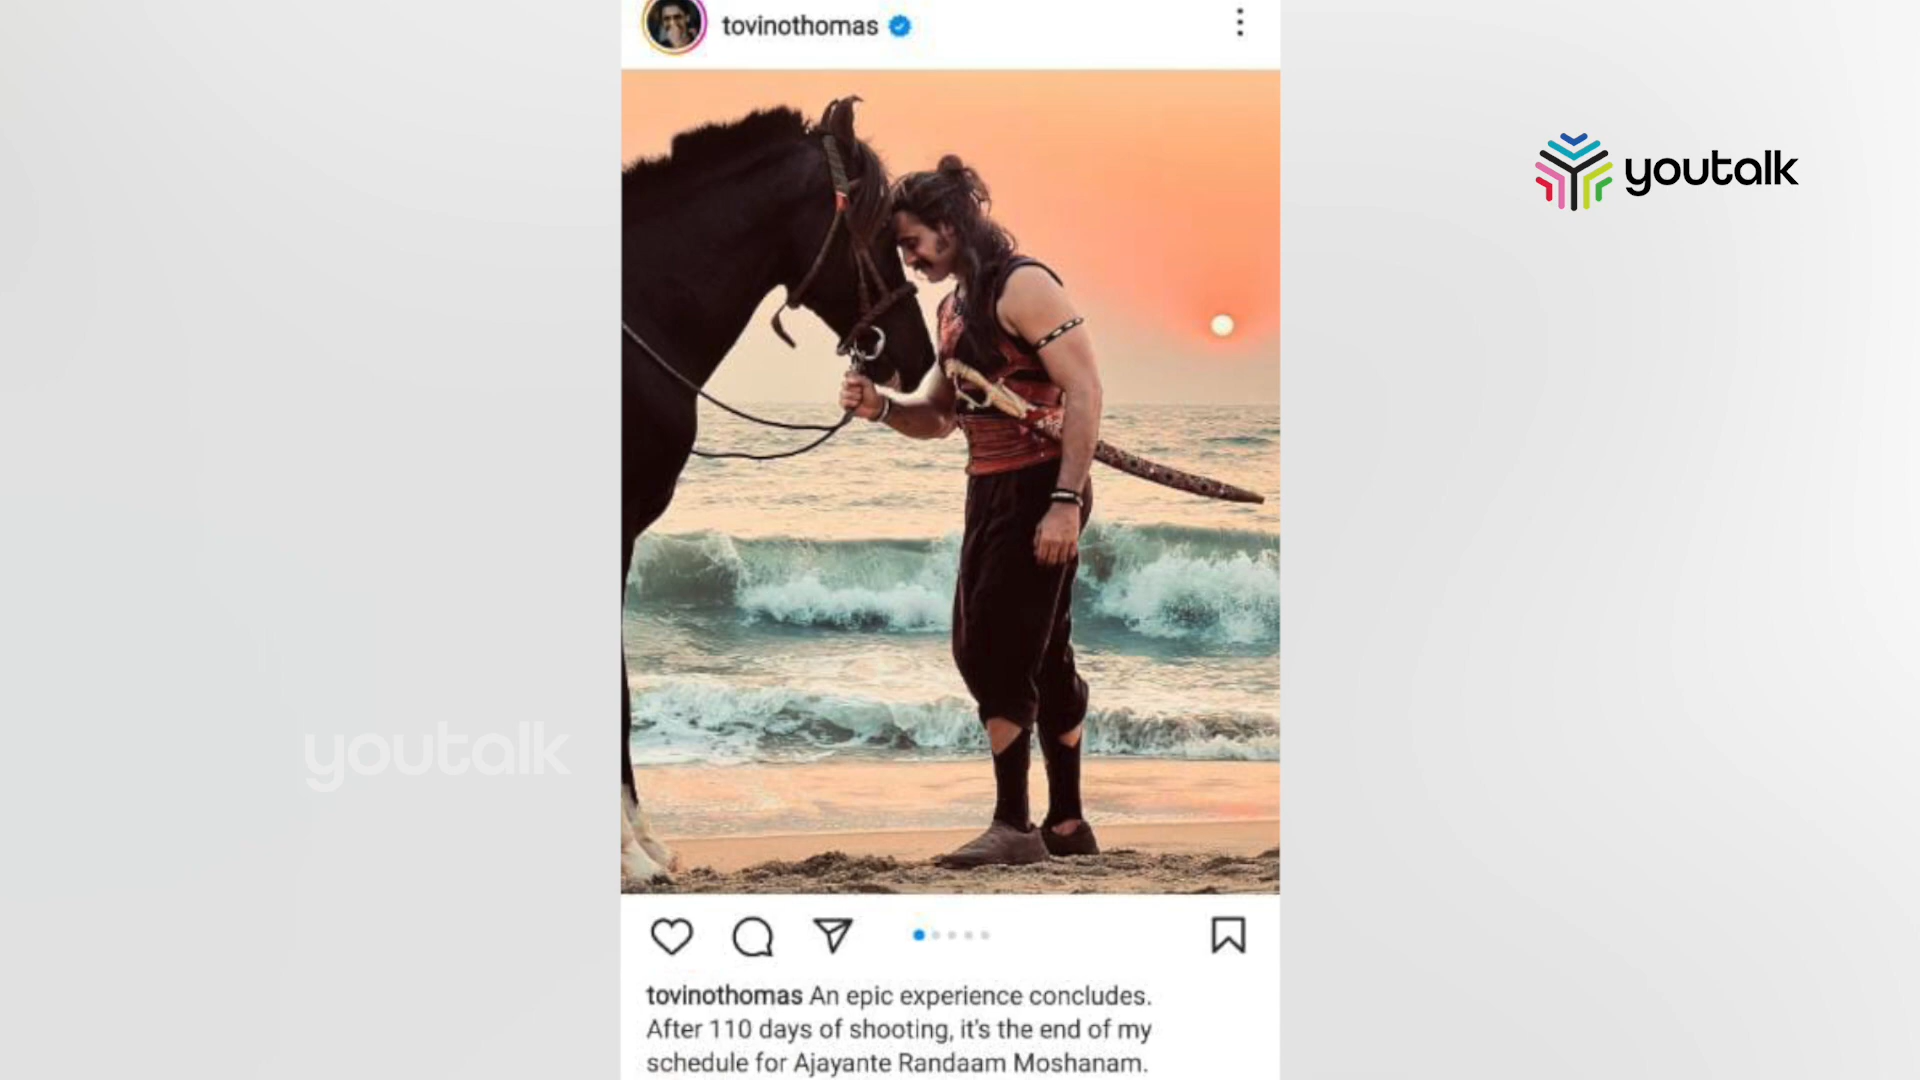 tovinothomas
youtalk
youtalk
tovinothomas An epic experience concludes.
After 110 days of shooting, it's the end of my
schedule for Ajayante Randaam Moshanam.